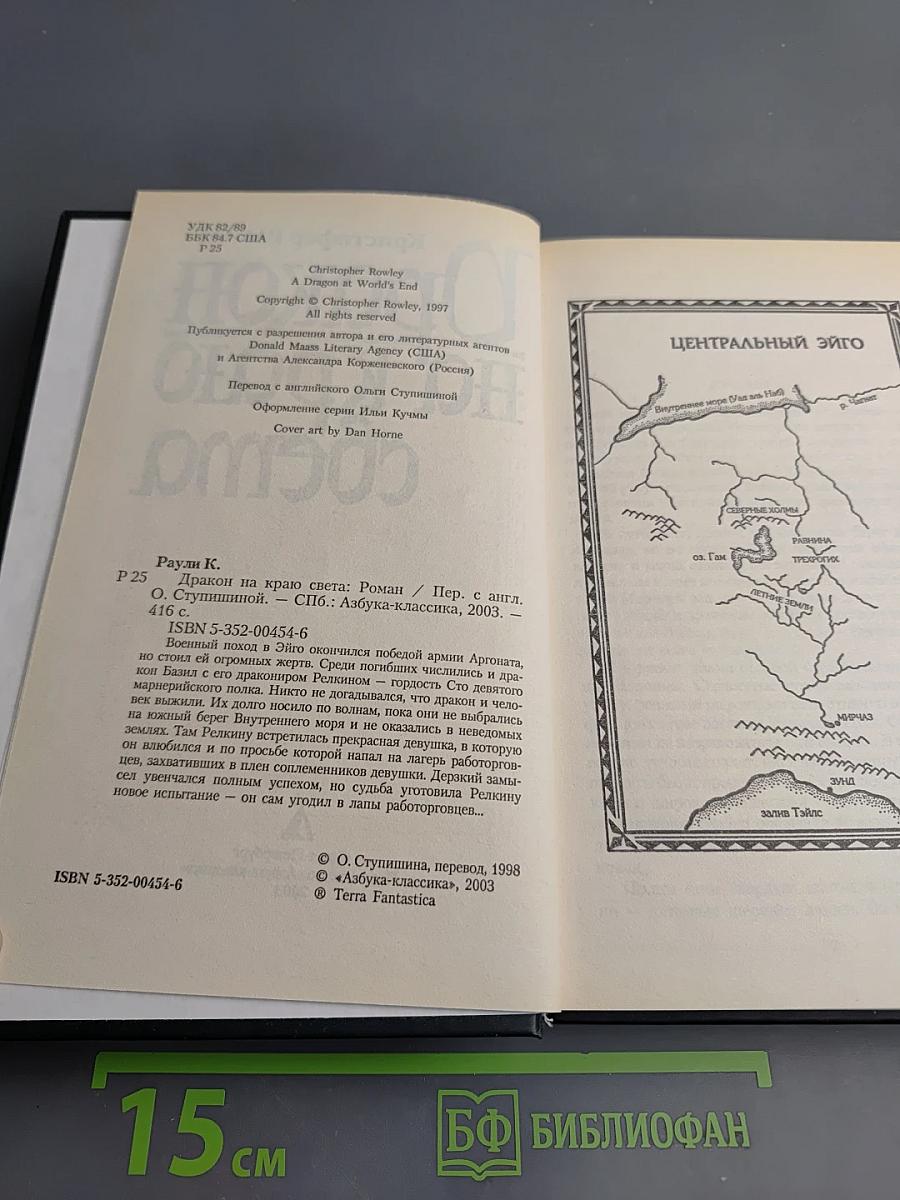 УДК 82/89
ББК 84.7 США
Р 25
Christopher Rowley
A Dragon at World's End
Copyright © Christopher Rowley, 1997
All rights reserved
Публикуется с разрешения автора и его литературных агентов
Donald Maass Literary Agency (США)
и Агентства Александра Корженевского (Россия)
Перевод с английского Ольги Ступишиной
Оформление серии Ильи Кучмы
Cover art by Dan Horne
Раули К.
Р 25 Дракон на краю света: Роман / Пер. с англ.
О. Ступишиной. — СПб.: Азбука-классика, 2003. —
416 с.
ISBN 5-352-00454-6
Военный поход в Эйго окончился победой армии Аргоната,
но стоил ей огромных жертв. Среди погибших числились и дра-
кон Базил с его дракониром Релкином — гордость Сто девятого
марнерийского полка. Никто не догадывался, что дракон и чело-
век выжили. Их долго носило по волнам, пока они не выбрались
на южный берег Внутреннего моря и не оказались в неведомых
землях. Там Релкину встретилась прекрасная девушка, в которую
он влюбился и по просьбе которой напал на лагерь работоргов-
цев, захвативших в плен соплеменников девушки. Дерзкий замы-
сел увенчался полным успехом, но судьба уготовила Релкину
новое испытание — он сам угодил в лапы работорговцев...
© О. Ступишина, перевод, 1998
© «Азбука-классика», 2003
® Terra Fantastica
ISBN 5-352-00454-6
ЦЕНТРАЛЬНЫЙ ЭЙГО
Внутреннее море (Уад аль Наб)
р. Чагнат
СЕВЕРНЫЕ ХОЛМЫ
оз. Гам
РАВНИНА
ТРЕХРОГИХ
ЛЕТНИЕ ЗЕМЛИ
МИРЧАЗ
ЗУНД
залив Тэйлс
15 см
БФ БИБЛИОФАН